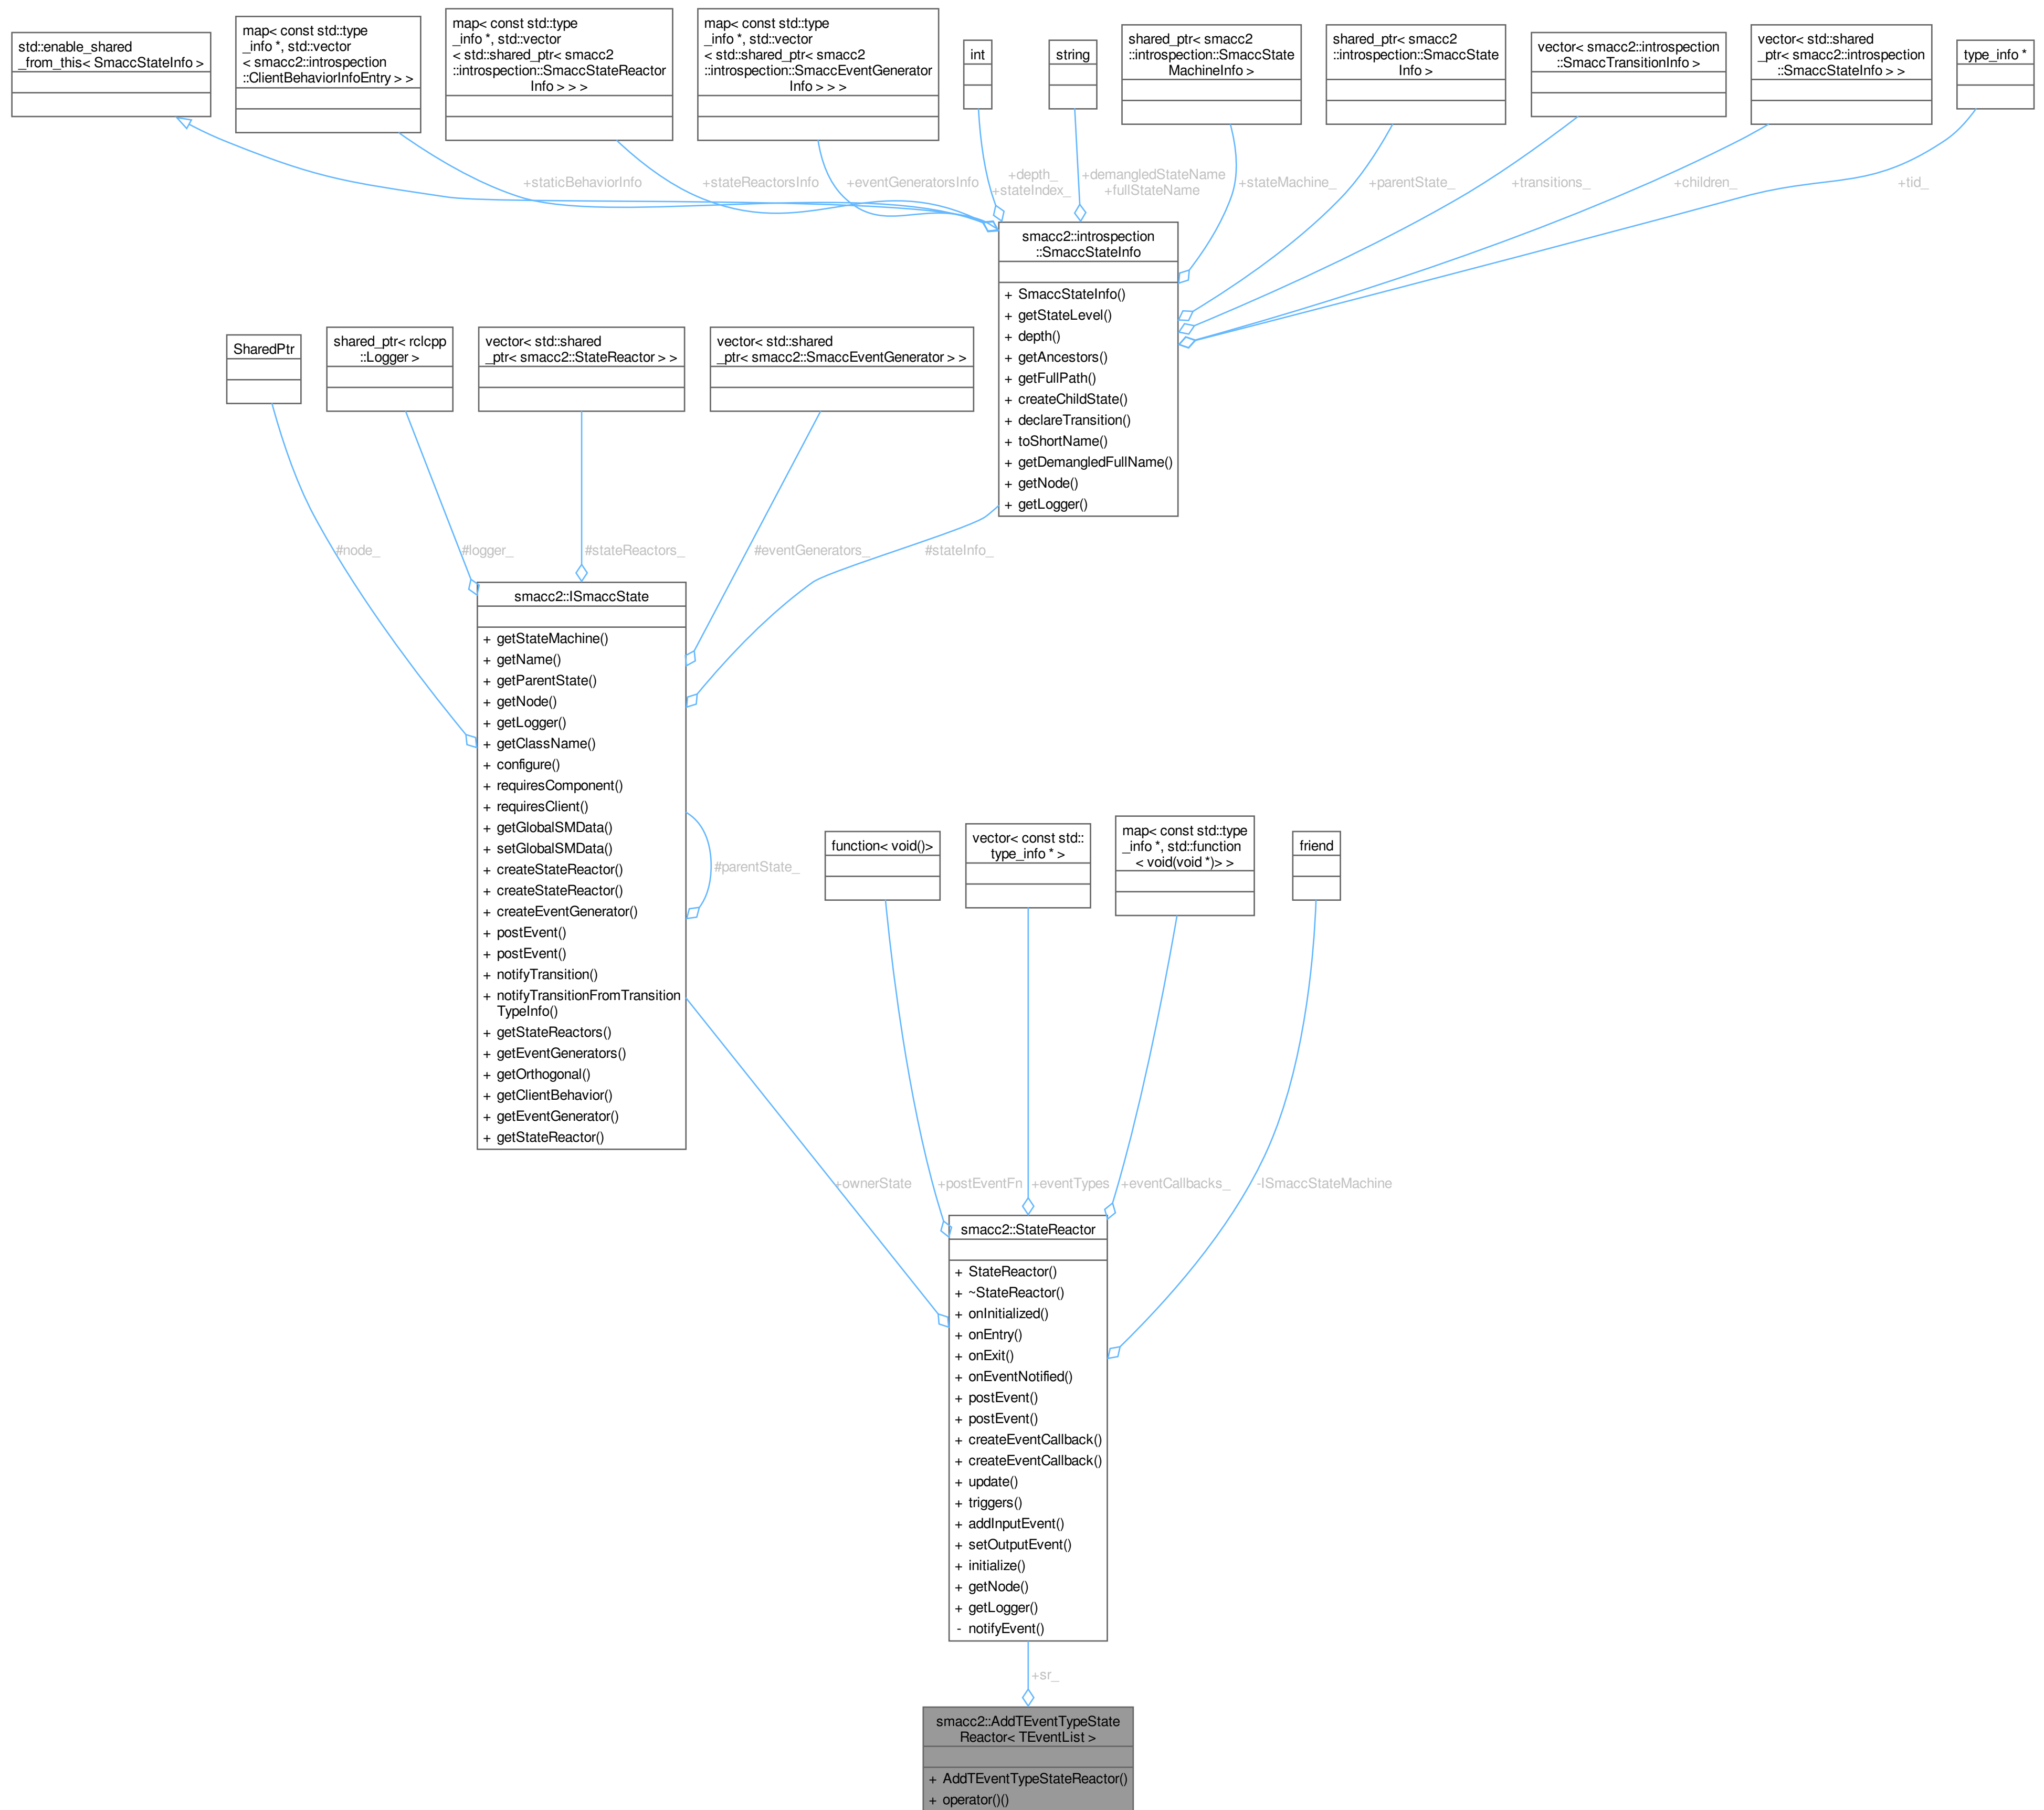 std::enable_shared
_from_this< SmaccStateInfo >
map< const std::type
_info *, std::vector
< smacc2::introspection
::ClientBehaviorInfoEntry > >
map< const std::type
_info *, std::vector
< std::shared_ptr< smacc2
::introspection::SmaccStateReactor
Info > > >
map< const std::type
_info *, std::vector
< std::shared_ptr< smacc2
::introspection::SmaccEventGenerator
Info > > >
int
string
shared_ptr< smacc2
::introspection::SmaccState
MachineInfo >
shared_ptr< smacc2
::introspection::SmaccState
Info >
vector< smacc2::introspection
::SmaccTransitionInfo >
vector< std::shared
_ptr< smacc2::introspection
::SmaccStateInfo > >
type_info *
+staticBehaviorInfo
+stateReactorsInfo
+eventGeneratorsInfo
+depth_
+stateIndex_
+demangledStateName
+fullStateName
+stateMachine_
+parentState_
+transitions_
+children_
+tid_
smacc2::introspection
::SmaccStateInfo
+ SmaccStateInfo()
+ getStateLevel()
+ depth()
+ getAncestors()
+ getFullPath()
+ createChildState()
+ declareTransition()
+ toShortName()
+ getDemangledFullName()
+ getNode()
+ getLogger()
SharedPtr
shared_ptr< rclcpp
::Logger >
vector< std::shared
_ptr< smacc2::StateReactor > >
vector< std::shared
_ptr< smacc2::SmaccEventGenerator > >
#node_
#logger_
#stateReactors_
#eventGenerators_
#stateInfo_
smacc2::ISmaccState
+ getStateMachine()
+ getName()
+ getParentState()
+ getNode()
+ getLogger()
+ getClassName()
+ configure()
+ requiresComponent()
+ requiresClient()
+ getGlobalSMData()
+ setGlobalSMData()
+ createStateReactor()
+ createStateReactor()
+ createEventGenerator()
+ postEvent()
+ postEvent()
+ notifyTransition()
+ notifyTransitionFromTransition
TypeInfo()
+ getStateReactors()
+ getEventGenerators()
+ getOrthogonal()
+ getClientBehavior()
+ getEventGenerator()
+ getStateReactor()
#parentState_
function< void()>
vector< const std::
type_info * >
map< const std::type
_info *, std::function
< void(void *)> >
friend
+ownerState
+postEventFn
+eventTypes
+eventCallbacks_
-ISmaccStateMachine
smacc2::StateReactor
+ StateReactor()
+ ~StateReactor()
+ onInitialized()
+ onEntry()
+ onExit()
+ onEventNotified()
+ postEvent()
+ postEvent()
+ createEventCallback()
+ createEventCallback()
+ update()
+ triggers()
+ addInputEvent()
+ setOutputEvent()
+ initialize()
+ getNode()
+ getLogger()
- notifyEvent()
+sr_
smacc2::AddTEventTypeState
Reactor< TEventList >
+ AddTEventTypeStateReactor()
+ operator()()